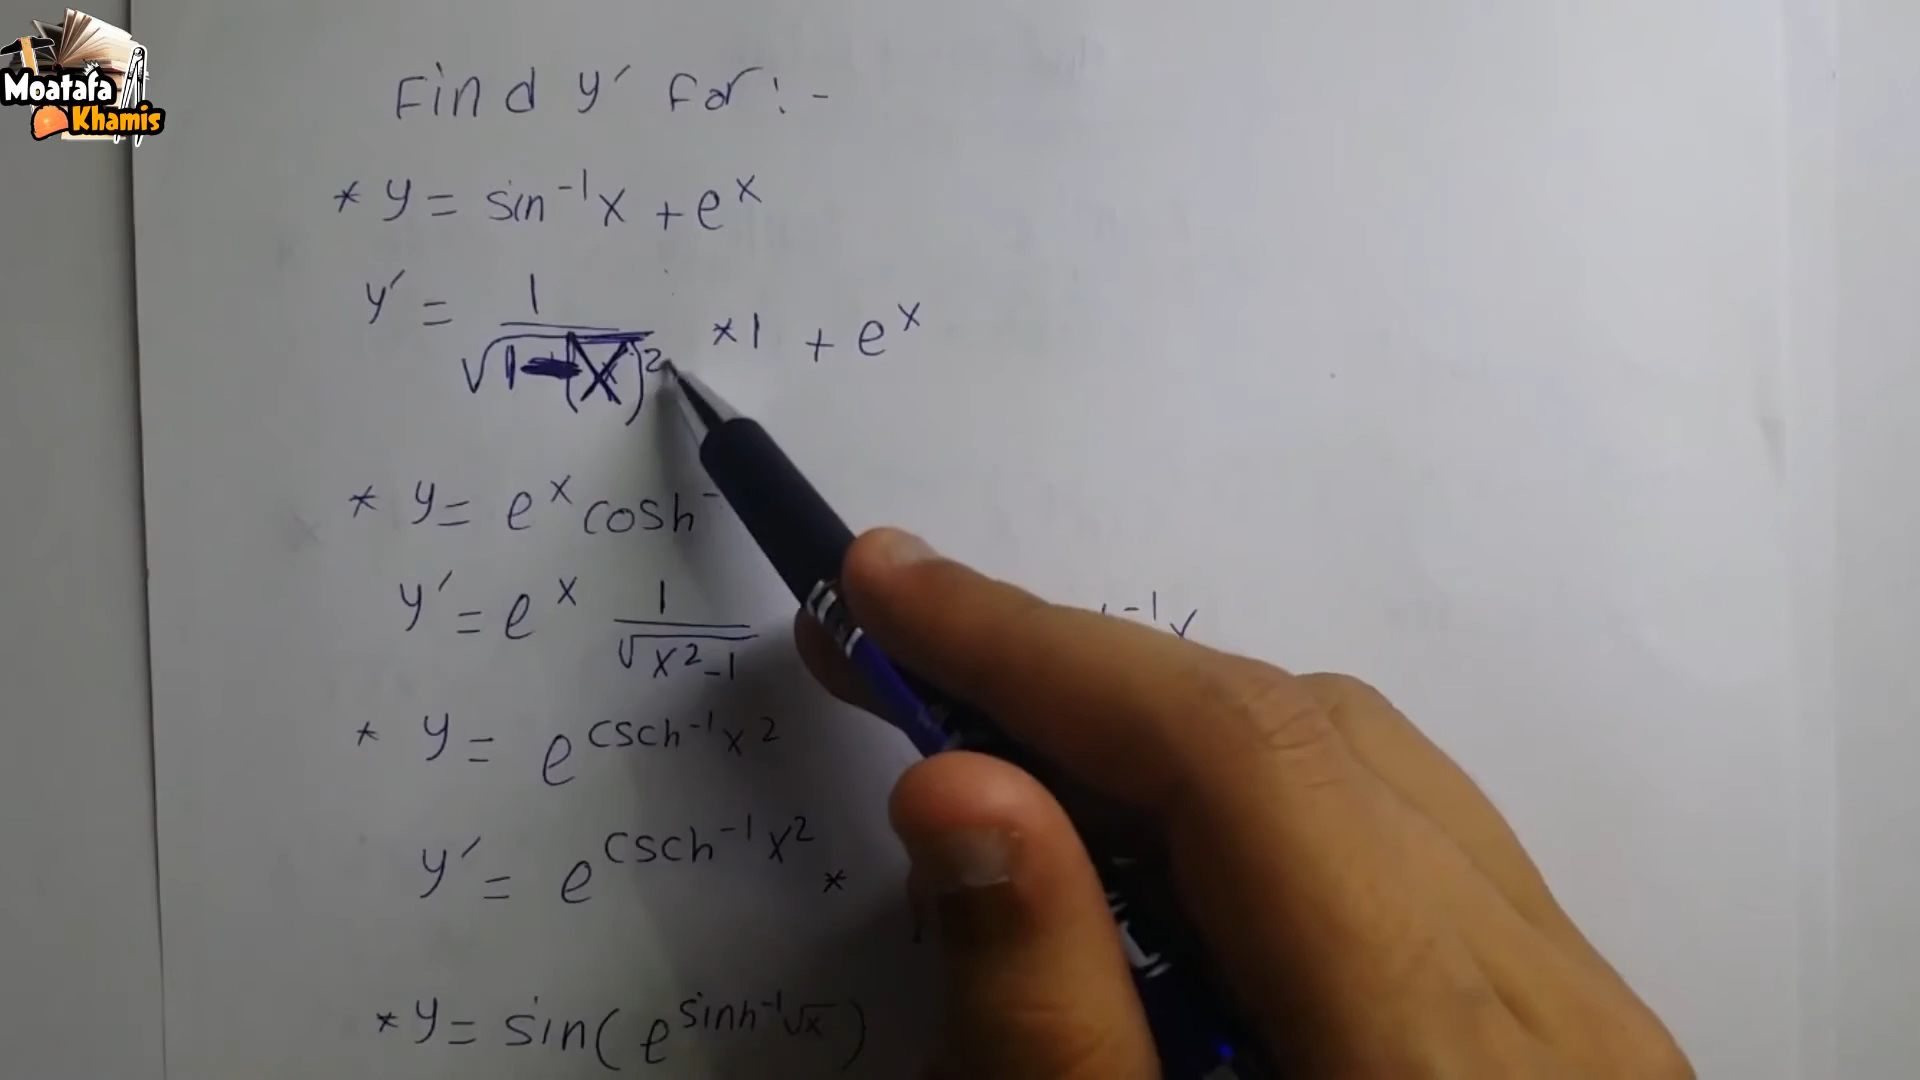 Moatafa
Khamis
Find y′ for:-
* y = sin⁻¹x + eˣ
y′ = 1/√(1-(x)²) *1 + eˣ
* y = eˣ cosh⁻
y′ = eˣ 1/√(x²-1) ⁻¹x
* y = e^(csch⁻¹x²)
y′ = e^(csch⁻¹x²) *
* y = sin(e^(sinh⁻¹√x))